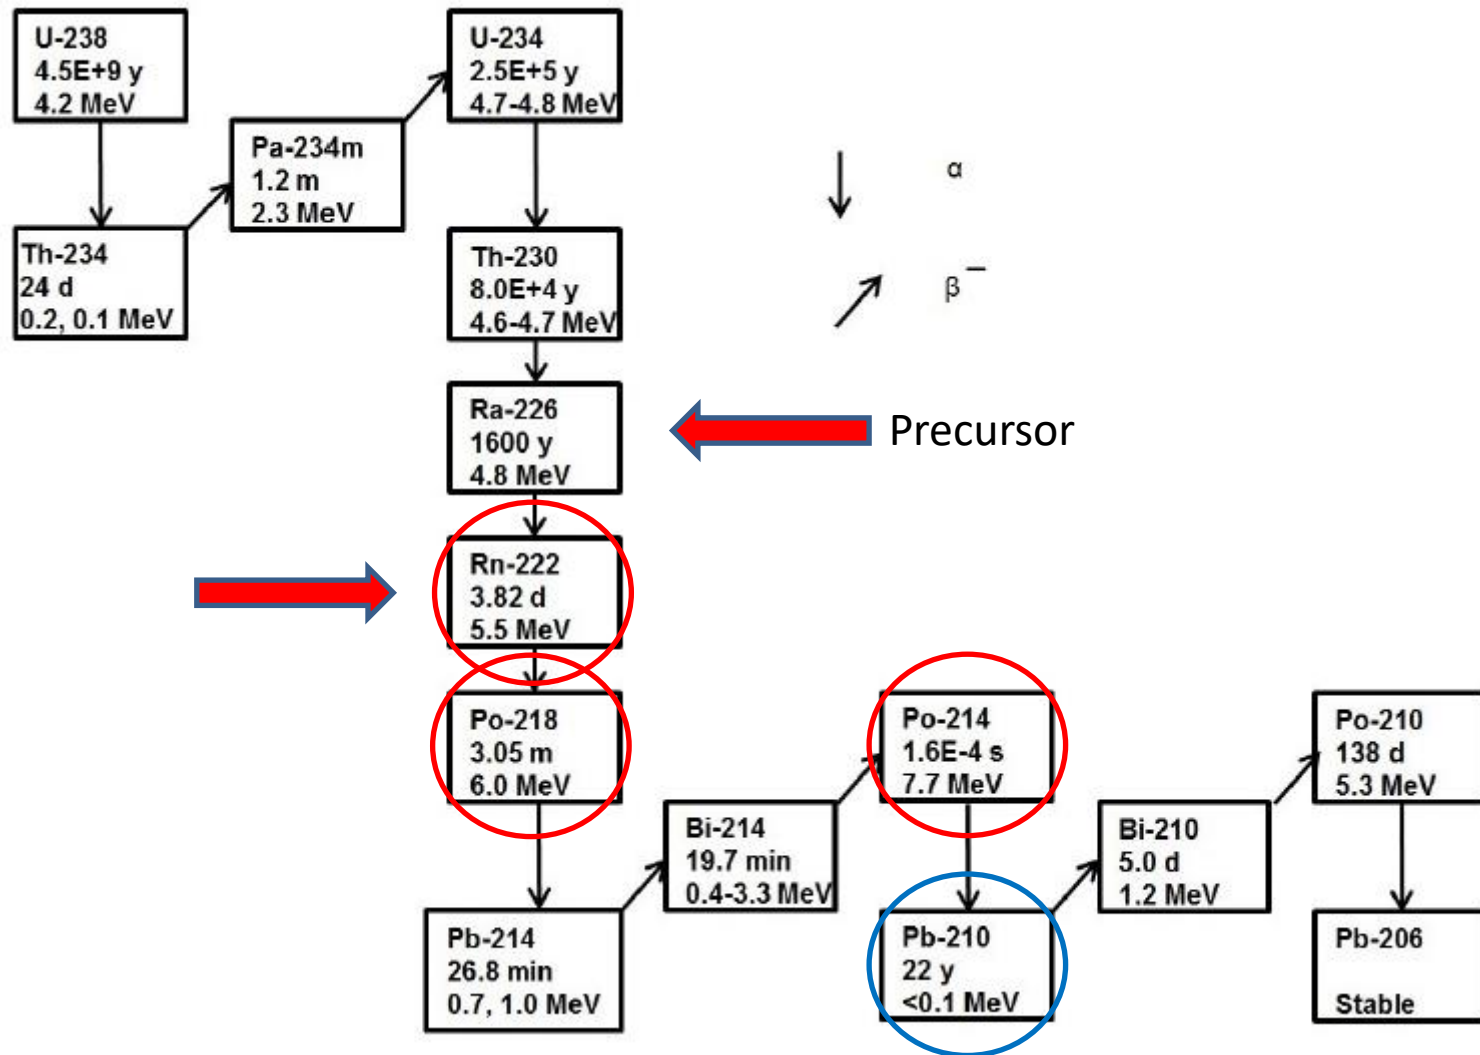 U-238
4.5E+9 y
4.2 MeV
U-234
2.5E+5 y
4.7-4.8 MeV
Pa-234m
1.2 m
2.3 MeV
α
Th-234
24 d
0.2, 0.1 MeV
Th-230
8.0E+4 y
4.6-4.7 MeV
β−
Ra-226
1600 y
4.8 MeV
Precursor
Rn-222
3.82 d
5.5 MeV
Po-218
3.05 m
6.0 MeV
Po-214
1.6E-4 s
7.7 MeV
Po-210
138 d
5.3 MeV
Bi-214
19.7 min
0.4-3.3 MeV
Bi-210
5.0 d
1.2 MeV
Pb-214
26.8 min
0.7, 1.0 MeV
Pb-210
22 y
<0.1 MeV
Pb-206
Stable